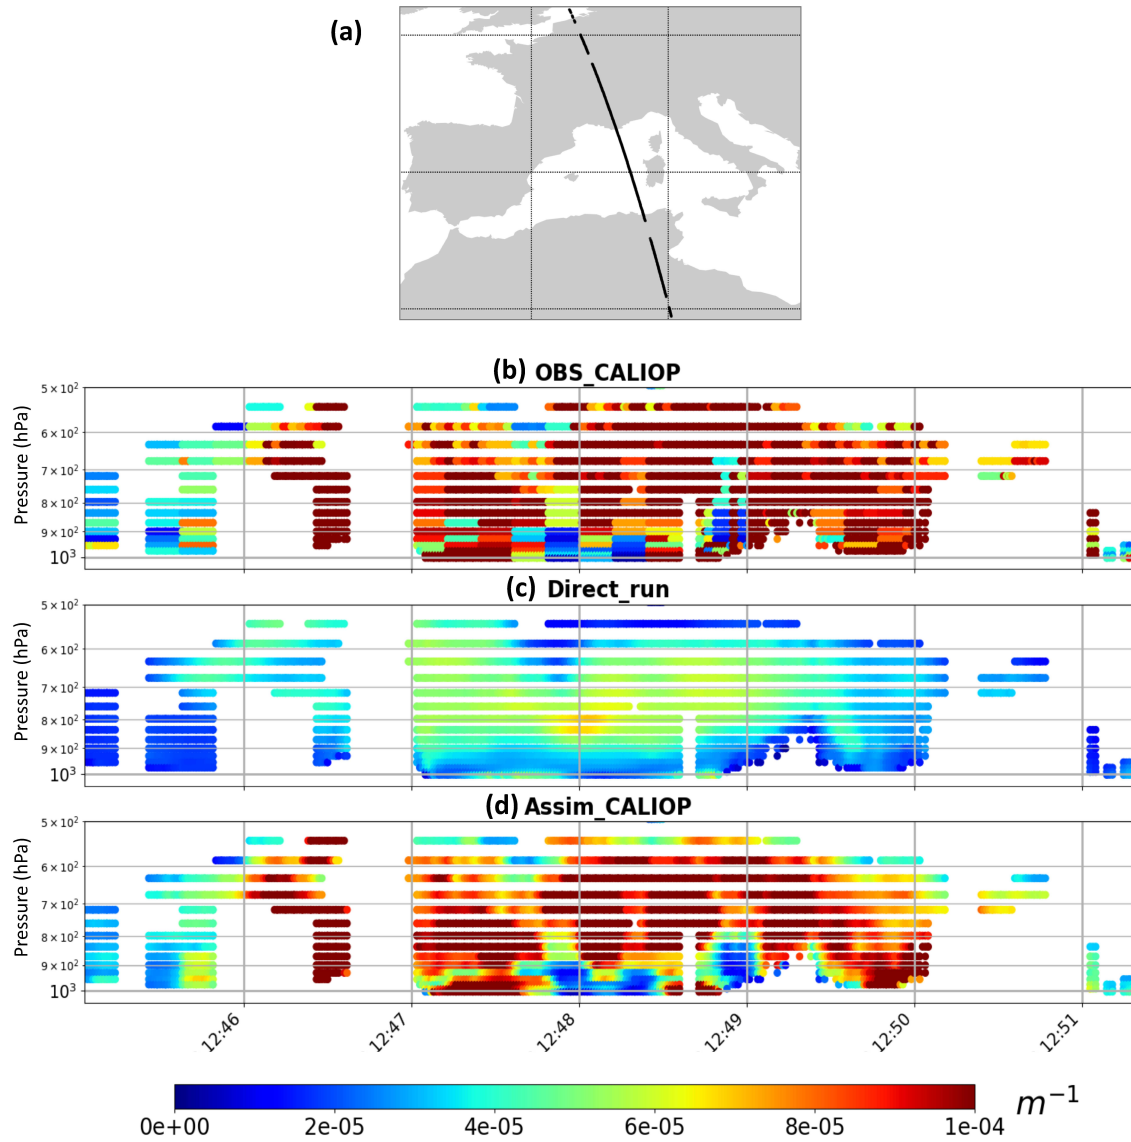 (a)
(b) OBS_CALIOP
Pressure (hPa)
5 × 10²
6 × 10²
7 × 10²
8 × 10²
9 × 10²
10³
(c) Direct_run
Pressure (hPa)
5 × 10²
6 × 10²
7 × 10²
8 × 10²
9 × 10²
10³
(d) Assim_CALIOP
Pressure (hPa)
5 × 10²
6 × 10²
7 × 10²
8 × 10²
9 × 10²
10³
12:46 12:47 12:48 12:49 12:50 12:51
m⁻¹
0e+00 2e-05 4e-05 6e-05 8e-05 1e-04